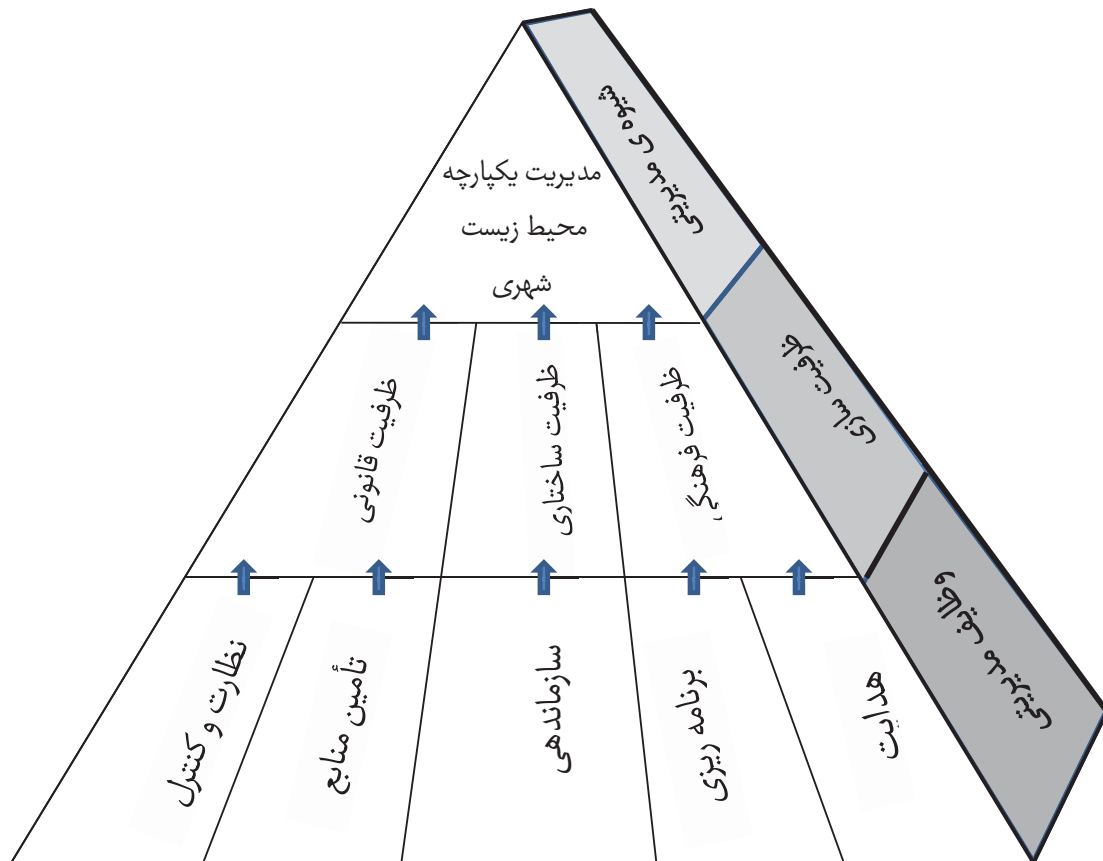 شیوه ی مدیریتی
مدیریت یکپارچه
محیط زیست
شهری
ظرفیت سازی
ظرفیت فرهنگی
ظرفیت ساختاری
ظرفیت قانونی
وظایف مدیریتی
هدایت
برنامه ریزی
سازماندهی
تأمین منابع
نظارت و کنترل